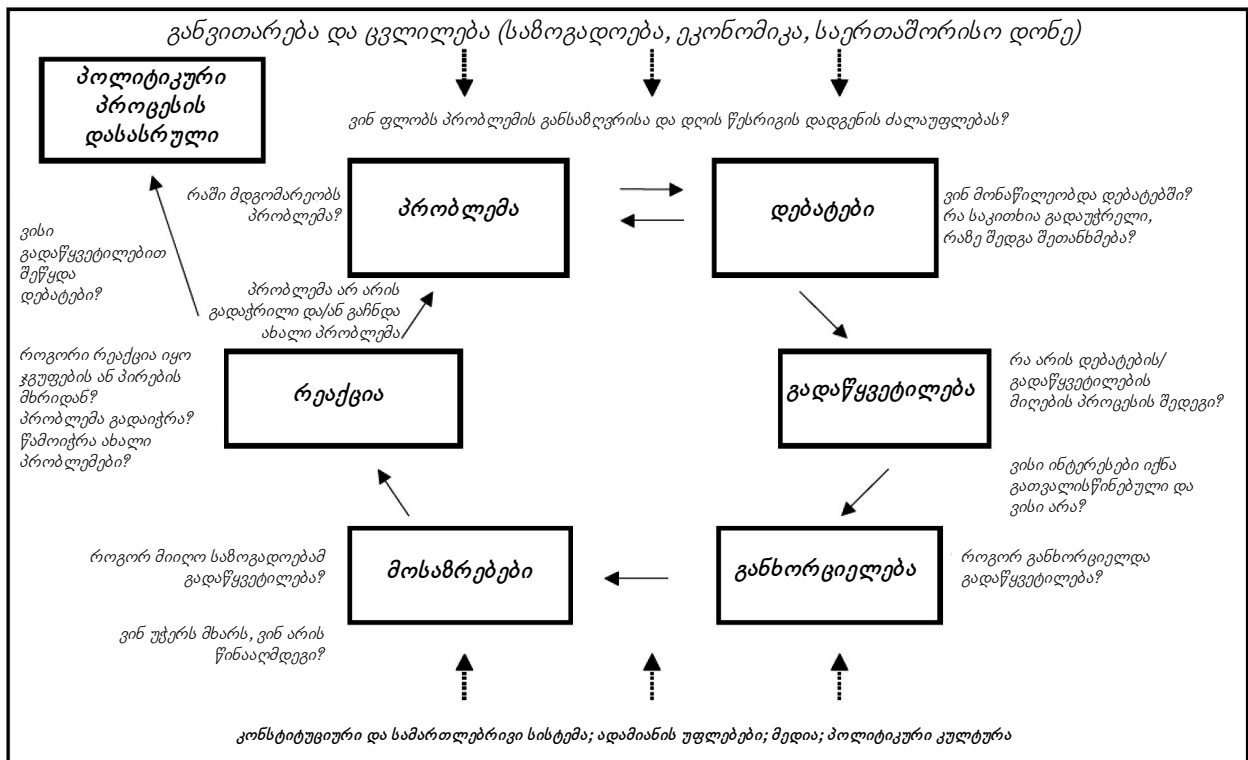 განვითარება და ცვლილება (საზოგადოება, ეკონომიკა, საერთაშორისო დონე)
პოლიტიკური
პროცესის
დასასრული
ვინ ფლობს პრობლემის განსაზღვრისა და დღის წესრიგის დადგენის ძალაუფლებას?
რაში მდგომარეობს
პრობლემა?
პრობლემა
დებატები
ვინ მონაწილეობდა დებატებში?
რა საკითხია გადაუჭრელი,
რაზე შედგა შეთანხმება?
ვისი
გადაწყვეტილებით
შეწყდა
დებატები?
პრობლემა არ არის
გადაჭრილი და/ან გაჩნდა
ახალი პრობლემა
როგორი რეაქცია იყო
ჯგუფების ან პირების
მხრიდან?
პრობლემა გადაიჭრა?
წამოიჭრა ახალი
პრობლემები?
რეაქცია
გადაწყვეტილება
რა არის დებატების/
გადაწყვეტილების
მიღების პროცესის შედეგი?
ვისი ინტერესები იქნა
გათვალისწინებული და
ვისი არა?
როგორ მიიღო საზოგადოებამ
გადაწყვეტილება?
მოსაზრებები
განხორციელება
როგორ განხორციელდა
გადაწყვეტილება?
ვინ უჭერს მხარს, ვინ არის
წინააღმდეგი?
კონსტიტუციური და სამართლებრივი სისტემა; ადამიანის უფლებები; მედია; პოლიტიკური კულტურა